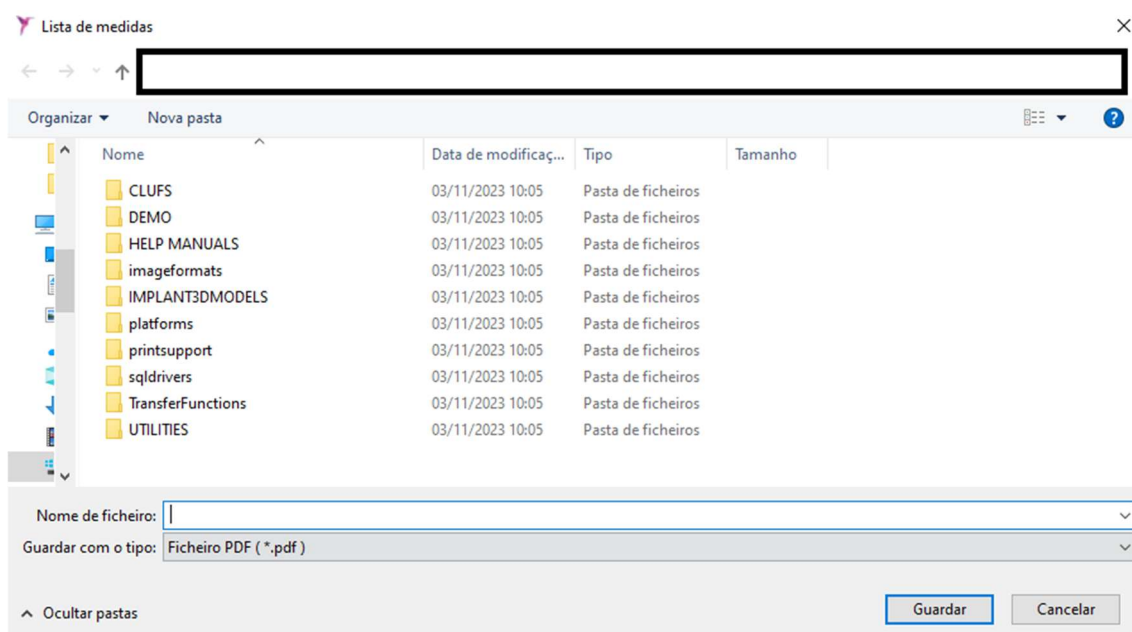 Lista de medidas
Organizar Nova pasta
Nome Data de modificaç... Tipo Tamanho
CLUFS 03/11/2023 10:05 Pasta de ficheiros
DEMO 03/11/2023 10:05 Pasta de ficheiros
HELP MANUALS 03/11/2023 10:05 Pasta de ficheiros
imageformats 03/11/2023 10:05 Pasta de ficheiros
IMPLANT3DMODELS 03/11/2023 10:05 Pasta de ficheiros
platforms 03/11/2023 10:05 Pasta de ficheiros
printsupport 03/11/2023 10:05 Pasta de ficheiros
sqldrivers 03/11/2023 10:05 Pasta de ficheiros
TransferFunctions 03/11/2023 10:05 Pasta de ficheiros
UTILITIES 03/11/2023 10:05 Pasta de ficheiros
Nome de ficheiro:
Guardar com o tipo: Ficheiro PDF ( *.pdf )
Ocultar pastas Guardar Cancelar